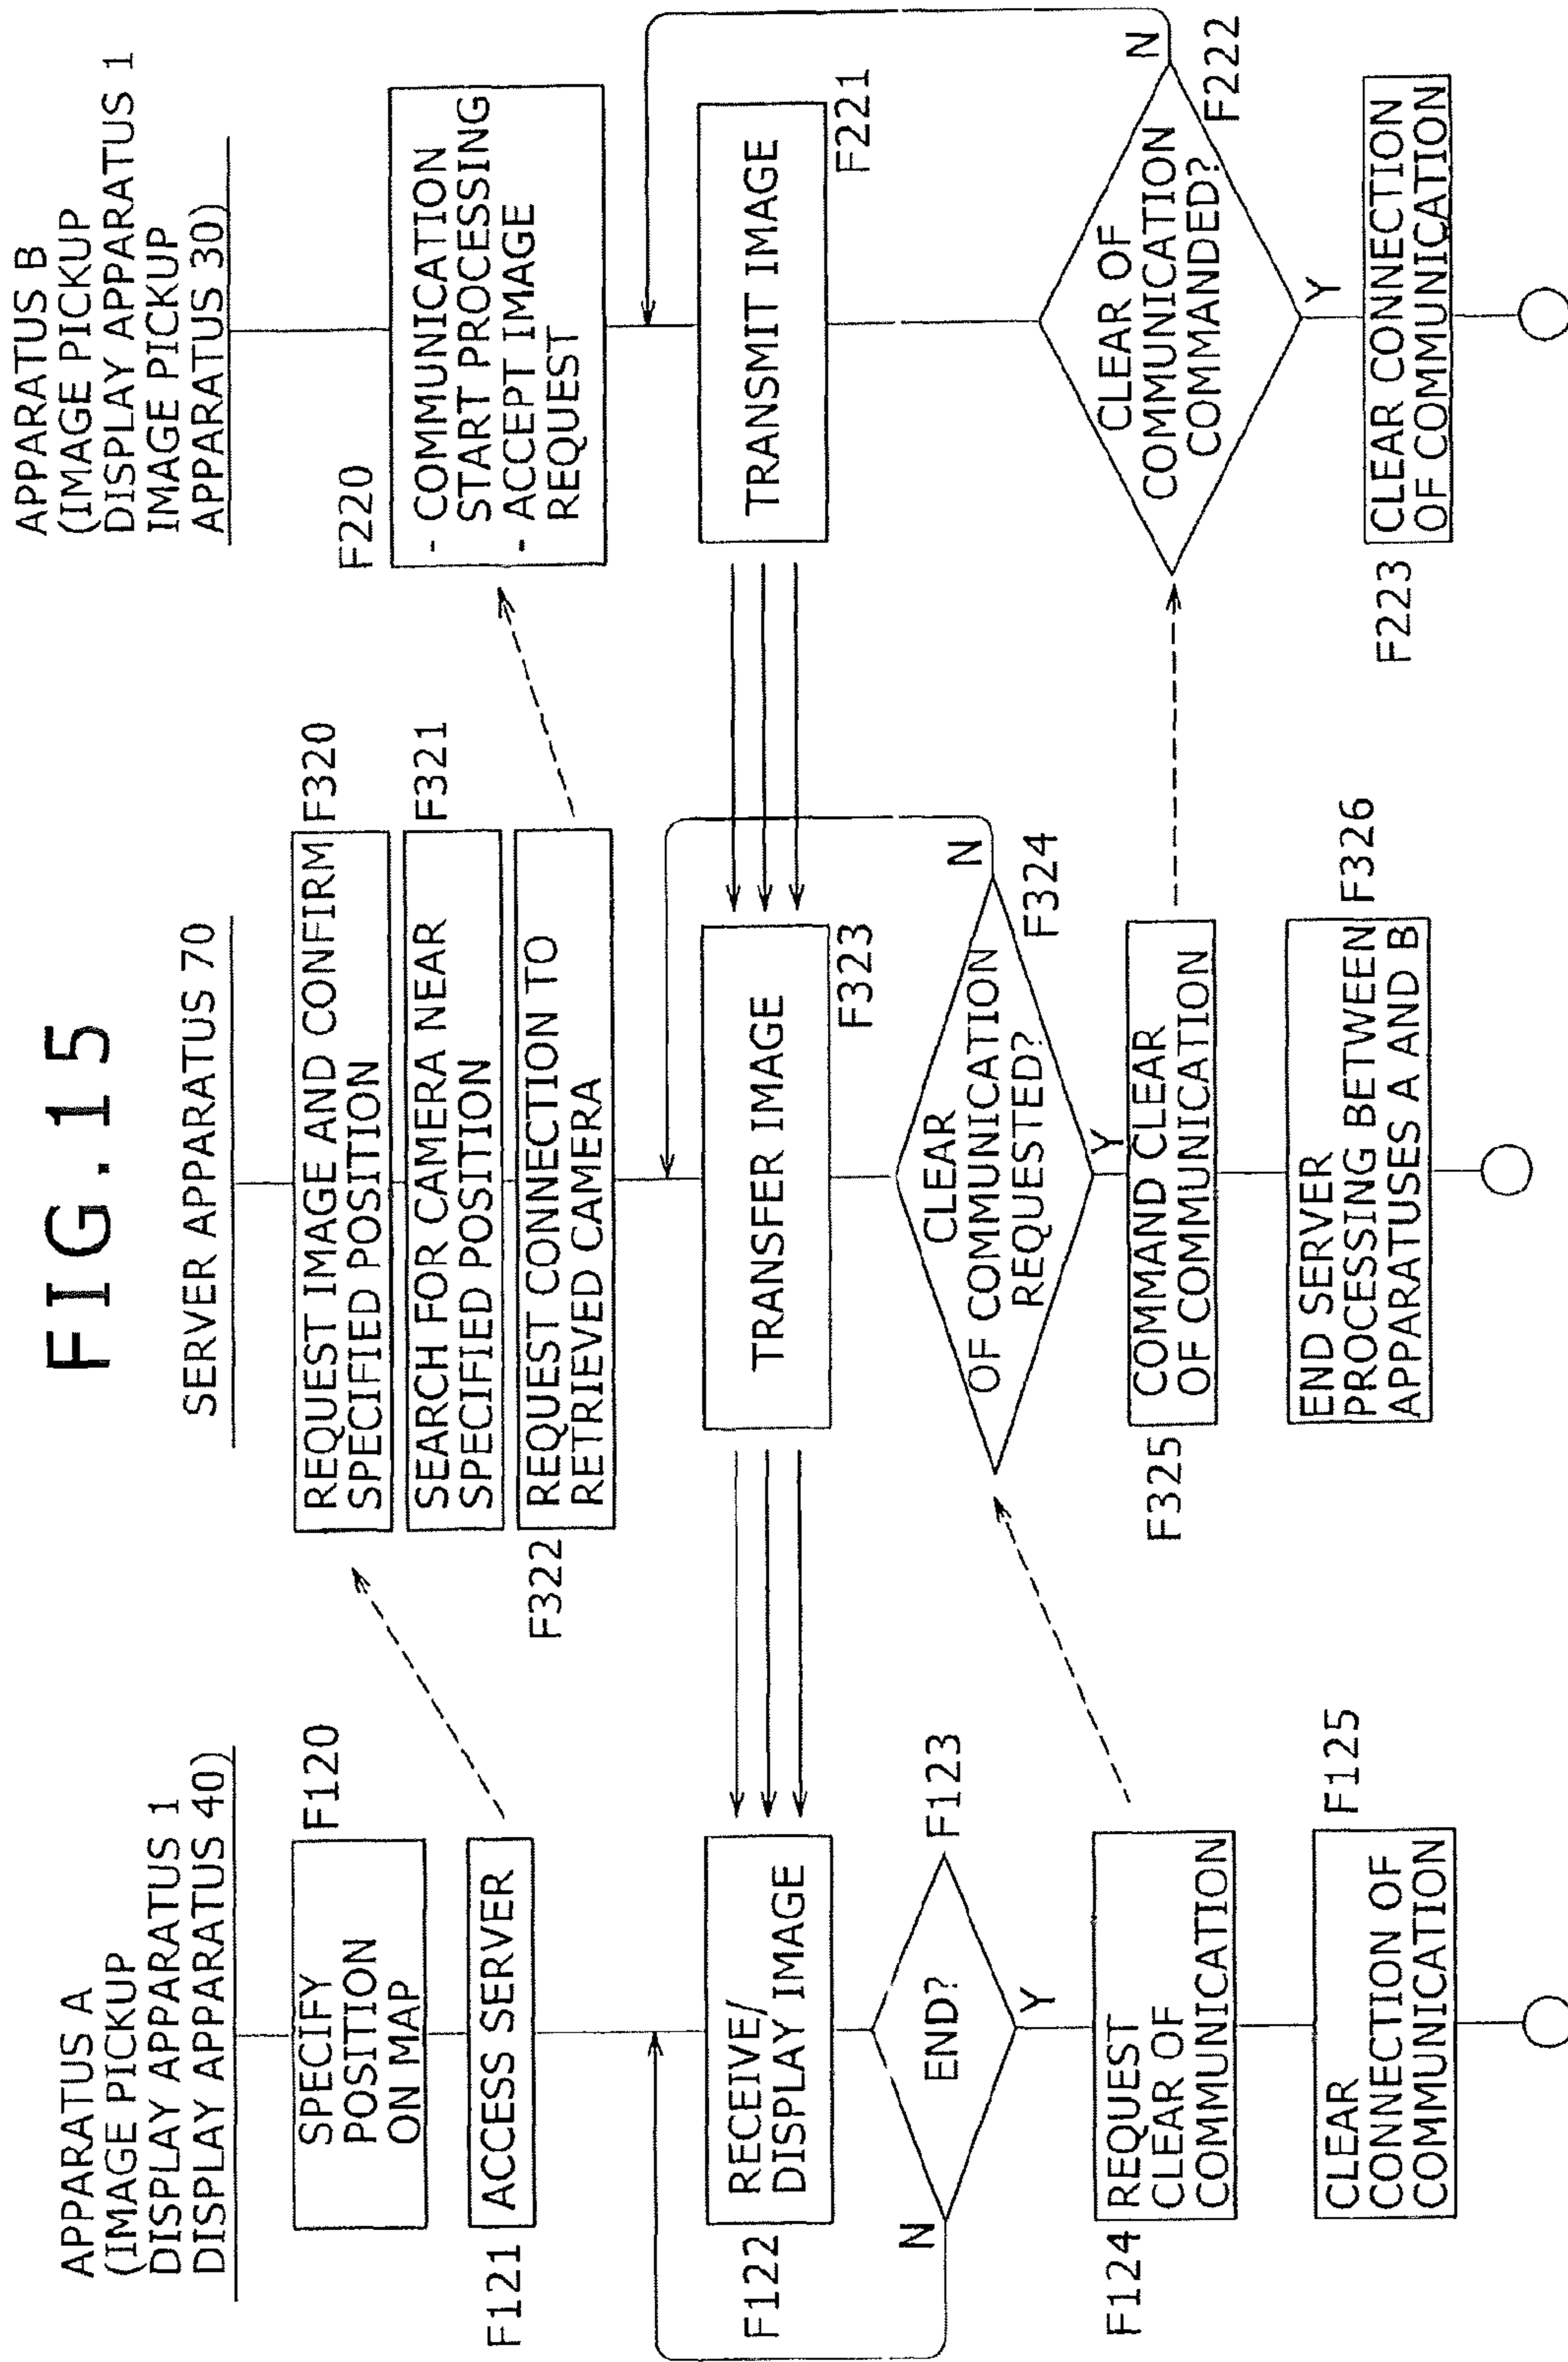 FIG.15
APPARATUS A
(IMAGE PICKUP
DISPLAY APPARATUS 1
DISPLAY APPARATUS 40)
SPECIFY
POSITION
ON MAP
F120
F121
ACCESS SERVER
F122
RECEIVE/
DISPLAY IMAGE
N
END?
F123
Y
F124
REQUEST
CLEAR OF
COMMUNICATION
CLEAR
CONNECTION OF
COMMUNICATION
F125
SERVER APPARATUS 70
REQUEST IMAGE AND CONFIRM
SPECIFIED POSITION
F320
SEARCH FOR CAMERA NEAR
SPECIFIED POSITION
F321
F322
REQUEST CONNECTION TO
RETRIEVED CAMERA
TRANSFER IMAGE
F323
CLEAR
OF COMMUNICATION
REQUESTED?
N
F324
Y
F325
COMMAND CLEAR
OF COMMUNICATION
END SERVER
PROCESSING BETWEEN
APPARATUSES A AND B
F326
APPARATUS B
(IMAGE PICKUP
DISPLAY APPARATUS 1
IMAGE PICKUP
APPARATUS 30)
F220
- COMMUNICATION
START PROCESSING
- ACCEPT IMAGE
REQUEST
TRANSMIT IMAGE
F221
CLEAR OF
COMMUNICATION
COMMANDED?
N
F222
Y
F223
CLEAR CONNECTION
OF COMMUNICATION